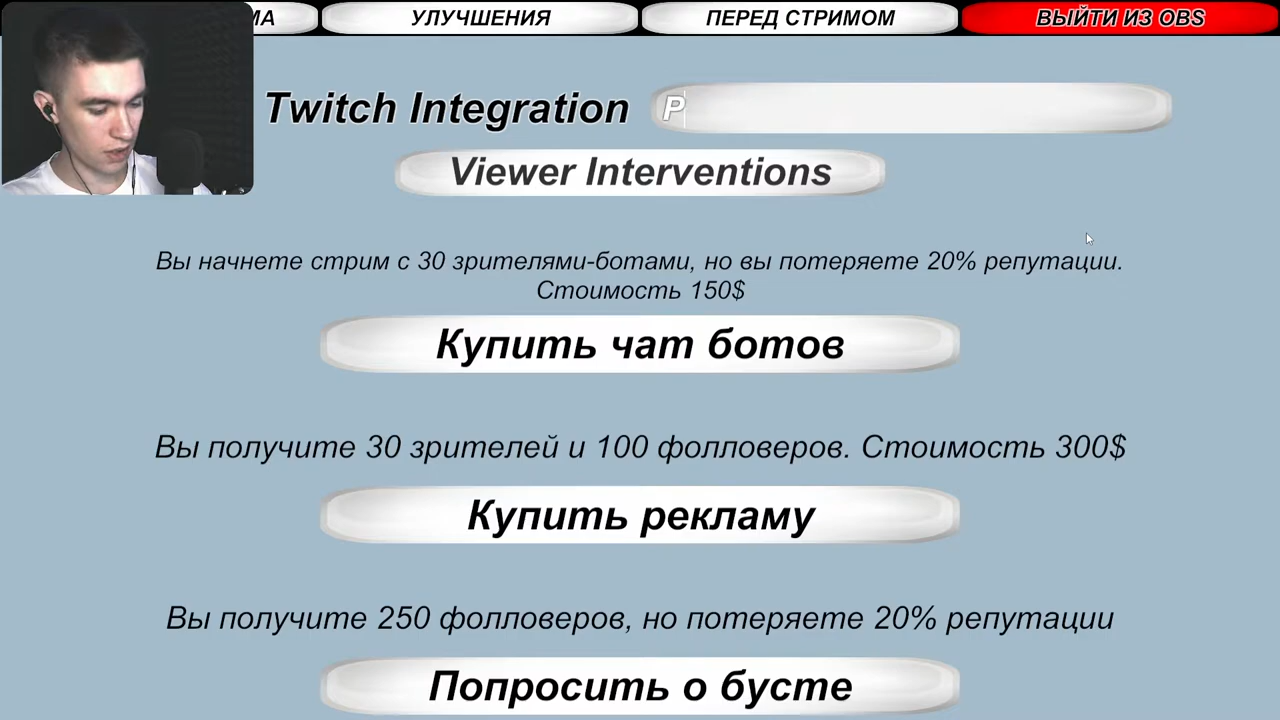 МА
УЛУЧШЕНИЯ
ПЕРЕД СТРИМОМ
ВЫЙТИ ИЗ OBS
Twitch Integration
P
Viewer Interventions
Вы начнете стрим с 30 зрителями-ботами, но вы потеряете 20% репутации.
Стоимость 150$
Купить чат ботов
Вы получите 30 зрителей и 100 фолловеров. Стоимость 300$
Купить рекламу
Вы получите 250 фолловеров, но потеряете 20% репутации
Попросить о бусте